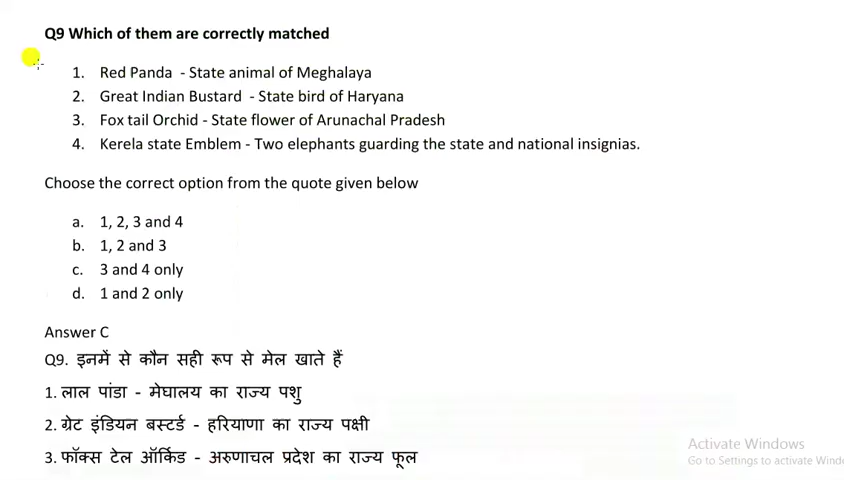 Q9 Which of them are correctly matched
1. Red Panda - State animal of Meghalaya
2. Great Indian Bustard - State bird of Haryana
3. Fox tail Orchid - State flower of Arunachal Pradesh
4. Kerela state Emblem - Two elephants guarding the state and national insignias.
Choose the correct option from the quote given below
a. 1, 2, 3 and 4
b. 1, 2 and 3
c. 3 and 4 only
d. 1 and 2 only
Answer C
Q9. इनमें से कौन सही रूप से मेल खाते हैं
1. लाल पांडा - मेघालय का राज्य पशु
2. ग्रेट इंडियन बस्टर्ड - हरियाणा का राज्य पक्षी
3. फॉक्स टेल ऑर्किड - अरुणाचल प्रदेश का राज्य फूल
Activate Windows
Go to Settings to activate Winde